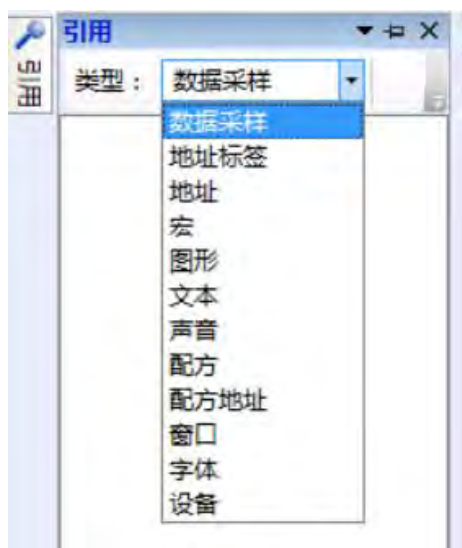 引用
引用
类型： 数据采样
数据采样
地址标签
地址
宏
图形
文本
声音
配方
配方地址
窗口
字体
设备